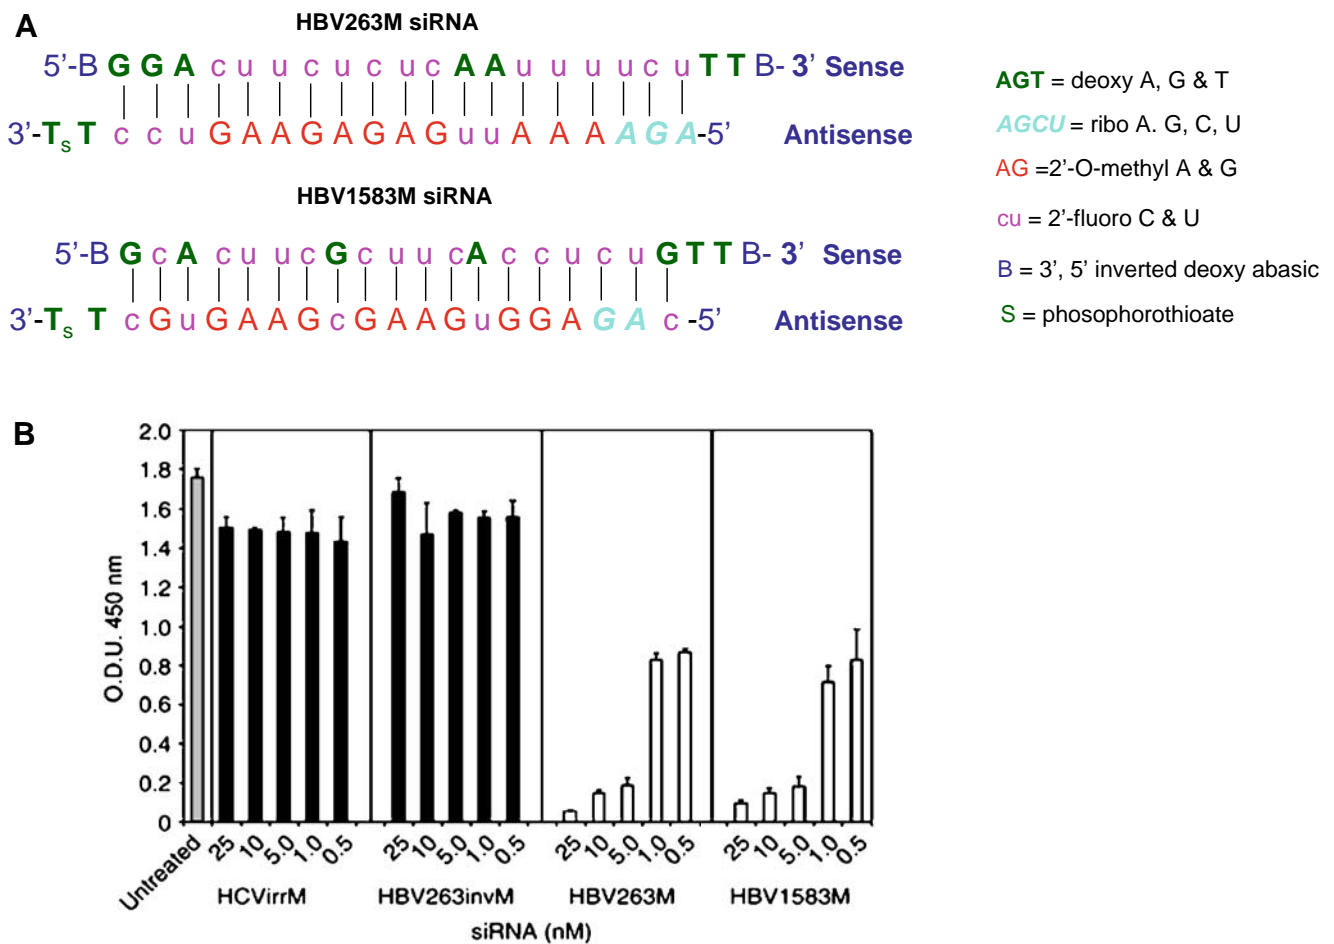 A
HBV263M siRNA
5'-B G G A c u u c u c u c A A u u u u c u T T B- 3' Sense
3'-TS T c c u G A A G A G A G u u A A A A G A-5' Antisense
HBV1583M siRNA
5'-B G c A c u u c G c u u c A c c u c u G T T B- 3' Sense
3'-TS T c G u G A A G c G A A G u G G A G A c -5' Antisense
AGT = deoxy A, G & T
AGCU = ribo A. G, C, U
AG =2'-O-methyl A & G
cu = 2'-fluoro C & U
B = 3', 5' inverted deoxy abasic
S = phosophorothioate
B
O.D.U. 450 nm
2.0
1.8
1.6
1.4
1.2
1.0
0.8
0.6
0.4
0.2
0
Untreated 25 10 5.0 1.0 0.5 25 10 5.0 1.0 0.5 25 10 5.0 1.0 0.5 25 10 5.0 1.0 0.5
HCVirrM HBV263invM HBV263M HBV1583M
siRNA (nM)